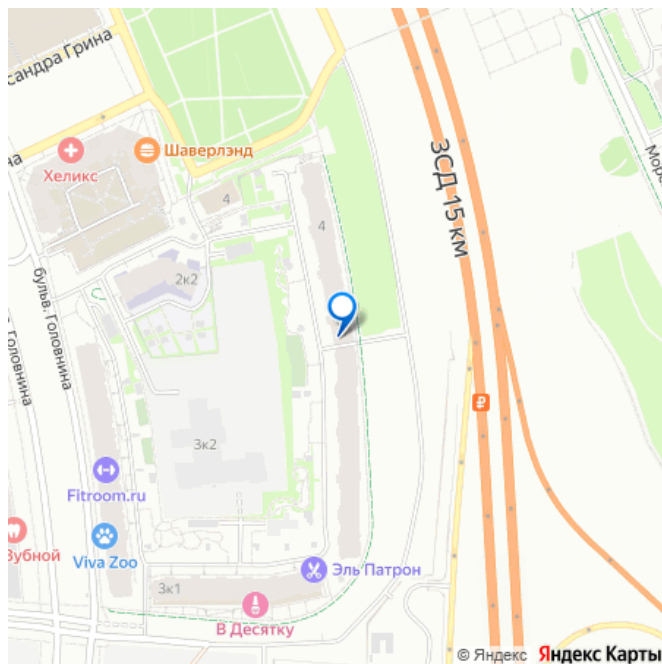 сандра Грина
на
Хеликс
Шаверлэнд
4
4
ЗСД 15 км
Морс
2к2
бульв. Головнина
Головнина
3к2
Fitroom.ru
Зубной
Viva Zoo
Эль Патрон
3к1
В Десятку
© Яндекс Яндекс Карты